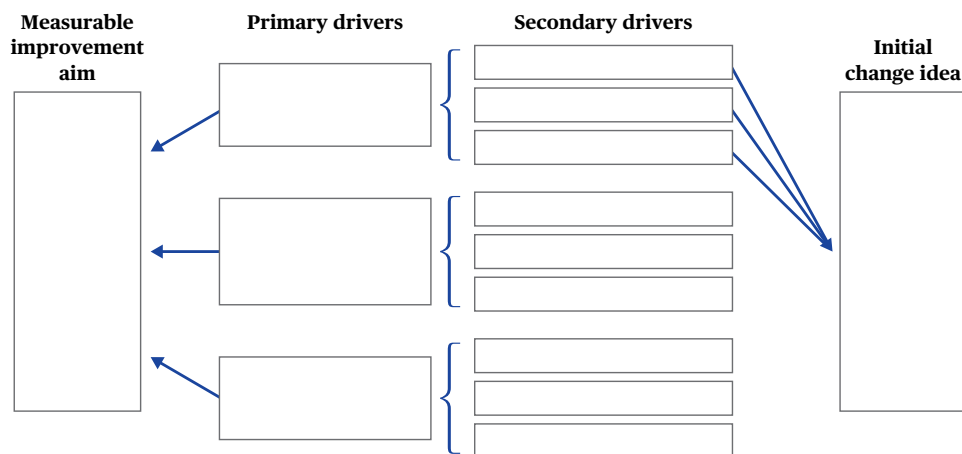 Measurable
improvement
aim
Primary drivers
Secondary drivers
Initial
change idea